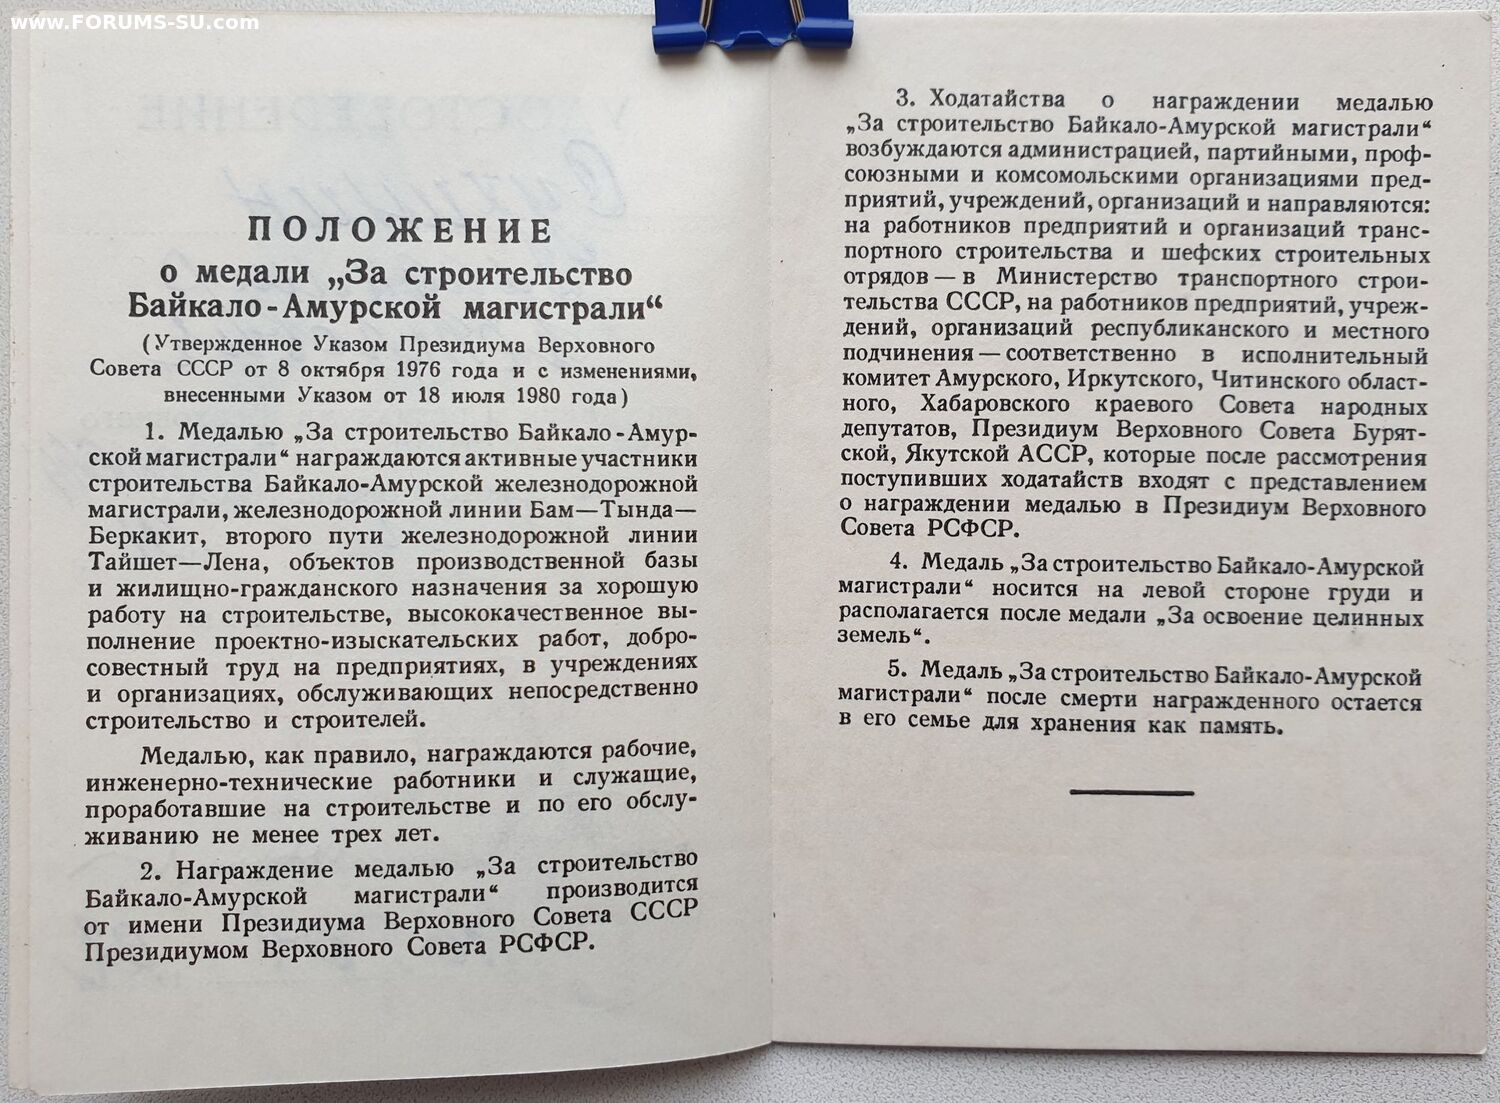 www.FORUMS-SU.com
ПОЛОЖЕНИЕ
о медали „За строительство
Байкало-Амурской магистрали“
(Утвержденное Указом Президиума Верховного
Совета СССР от 8 октября 1976 года и с изменениями,
внесенными Указом от 18 июля 1980 года)
1. Медалью „За строительство Байкало-Амур-
ской магистрали“ награждаются активные участники
строительства Байкало-Амурской железнодорожной
магистрали, железнодорожной линии Бам—Тында—
Беркакит, второго пути железнодорожной линии
Тайшет—Лена, объектов производственной базы
и жилищно-гражданского назначения за хорошую
работу на строительстве, высококачественное вы-
полнение проектно-изыскательских работ, добро-
совестный труд на предприятиях, в учреждениях
и организациях, обслуживающих непосредственно
строительство и строителей.
Медалью, как правило, награждаются рабочие,
инженерно-технические работники и служащие,
проработавшие на строительстве и по его обслу-
живанию не менее трех лет.
2. Награждение медалью „За строительство
Байкало-Амурской магистрали“ производится
от имени Президиума Верховного Совета СССР
Президиумом Верховного Совета РСФСР.
3. Ходатайства о награждении медалью
„За строительство Байкало-Амурской магистрали“
возбуждаются администрацией, партийными, проф-
союзными и комсомольскими организациями пред-
приятий, учреждений, организаций и направляются:
на работников предприятий и организаций транс-
портного строительства и шефских строительных
отрядов — в Министерство транспортного строи-
тельства СССР, на работников предприятий, учреж-
дений, организаций республиканского и местного
подчинения — соответственно в исполнительный
комитет Амурского, Иркутского, Читинского област-
ного, Хабаровского краевого Совета народных
депутатов, Президиум Верховного Совета Бурят-
ской, Якутской АССР, которые после рассмотрения
поступивших ходатайств входят с представлением
о награждении медалью в Президиум Верховного
Совета РСФСР.
4. Медаль „За строительство Байкало-Амурской
магистрали“ носится на левой стороне груди и
располагается после медали „За освоение целинных
земель“.
5. Медаль „За строительство Байкало-Амурской
магистрали“ после смерти награжденного остается
в его семье для хранения как память.